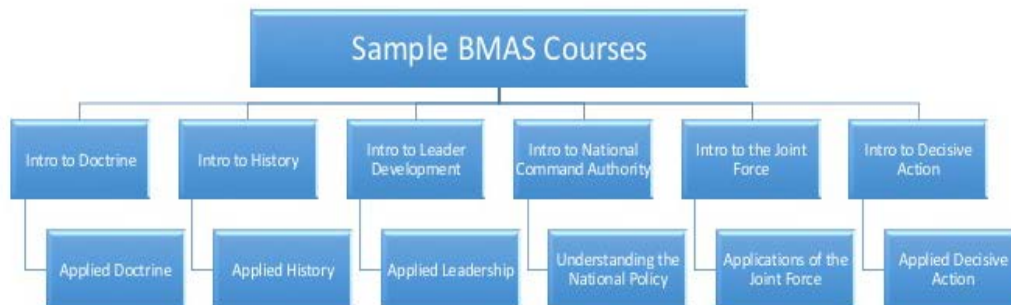 Sample BMAS Courses
Intro to Doctrine
Intro to History
Intro to Leader
Development
Intro to National
Command Authority
Intro to the Joint
Force
Intro to Decisive
Action
Applied Doctrine
Applied History
Applied Leadership
Understanding the
National Policy
Applications of the
Joint Force
Applied Decisive
Action